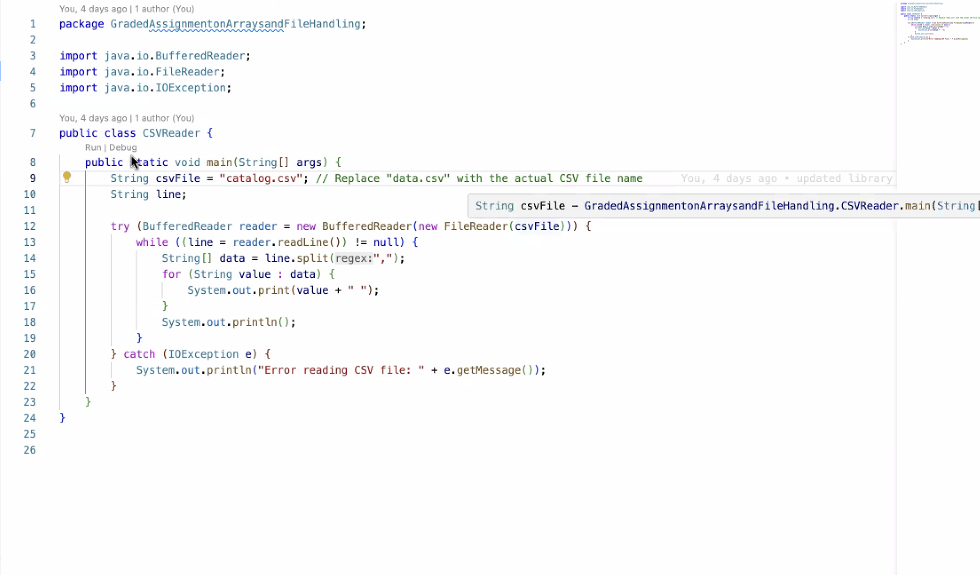 You, 4 days ago | 1 author (You)
1 package GradedAssignmentonArraysandFileHandling;
2
3 import java.io.BufferedReader;
4 import java.io.FileReader;
5 import java.io.IOException;
6
You, 4 days ago | 1 author (You)
7 public class CSVReader {
Run | Debug
8 public static void main(String[] args) {
9 String csvFile = "catalog.csv"; // Replace "data.csv" with the actual CSV file name You, 4 days ago • updated library
10 String line;
String csvFile – GradedAssignmentonArraysandFileHandling.CSVReader.main(String[
11
12 try (BufferedReader reader = new BufferedReader(new FileReader(csvFile))) {
13 while ((line = reader.readLine()) != null) {
14 String[] data = line.split(regex:",");
15 for (String value : data) {
16 System.out.print(value + " ");
17 }
18 System.out.println();
19 }
20 } catch (IOException e) {
21 System.out.println("Error reading CSV file: " + e.getMessage());
22 }
23 }
24 }
25
26